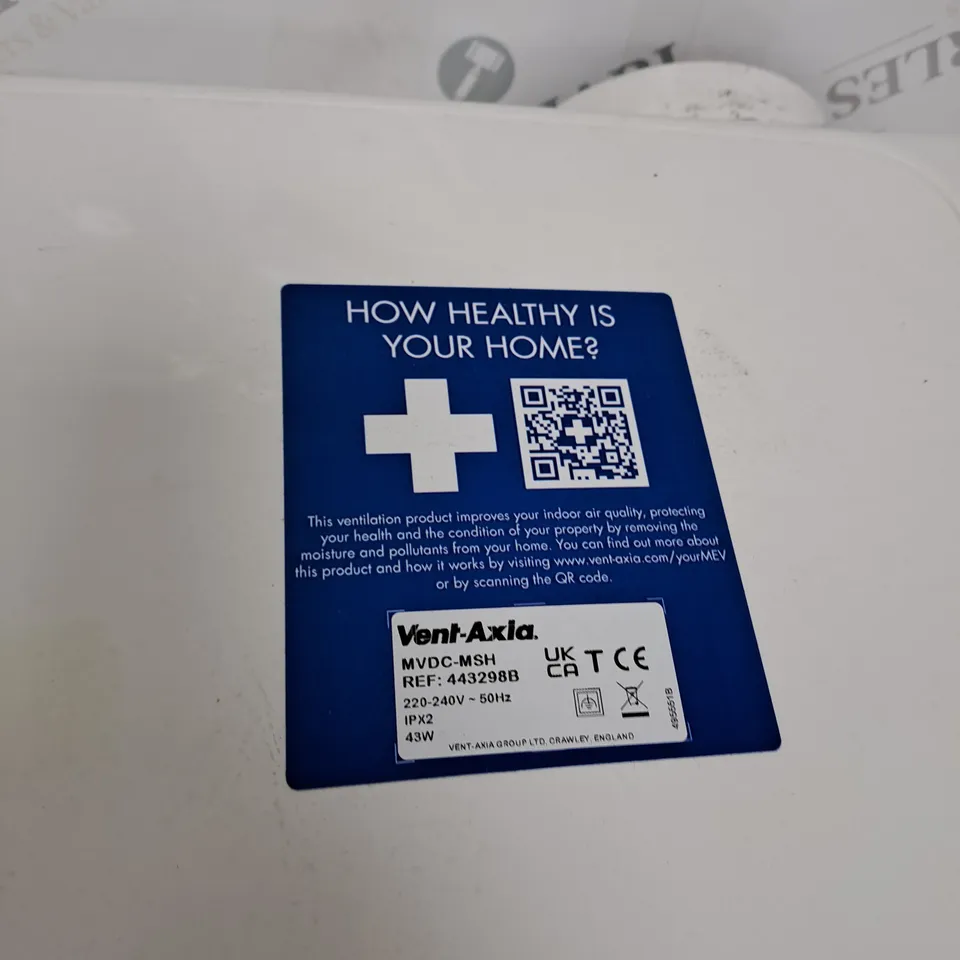 HOW HEALTHY IS
YOUR HOME?
This ventilation product improves your indoor air quality, protecting
your health and the condition of your property by removing the
moisture and pollutants from your home. You can find out more about
this product and how it works by visiting www.vent-axia.com/yourMEV
or by scanning the QR code.
Vent-Axia.
MVDC-MSH
REF: 443298B
220-240V ~ 50Hz
IPX2
43W
UK
CA T CE
495551B
VENT-AXIA GROUP LTD, CRAWLEY, ENGLAND